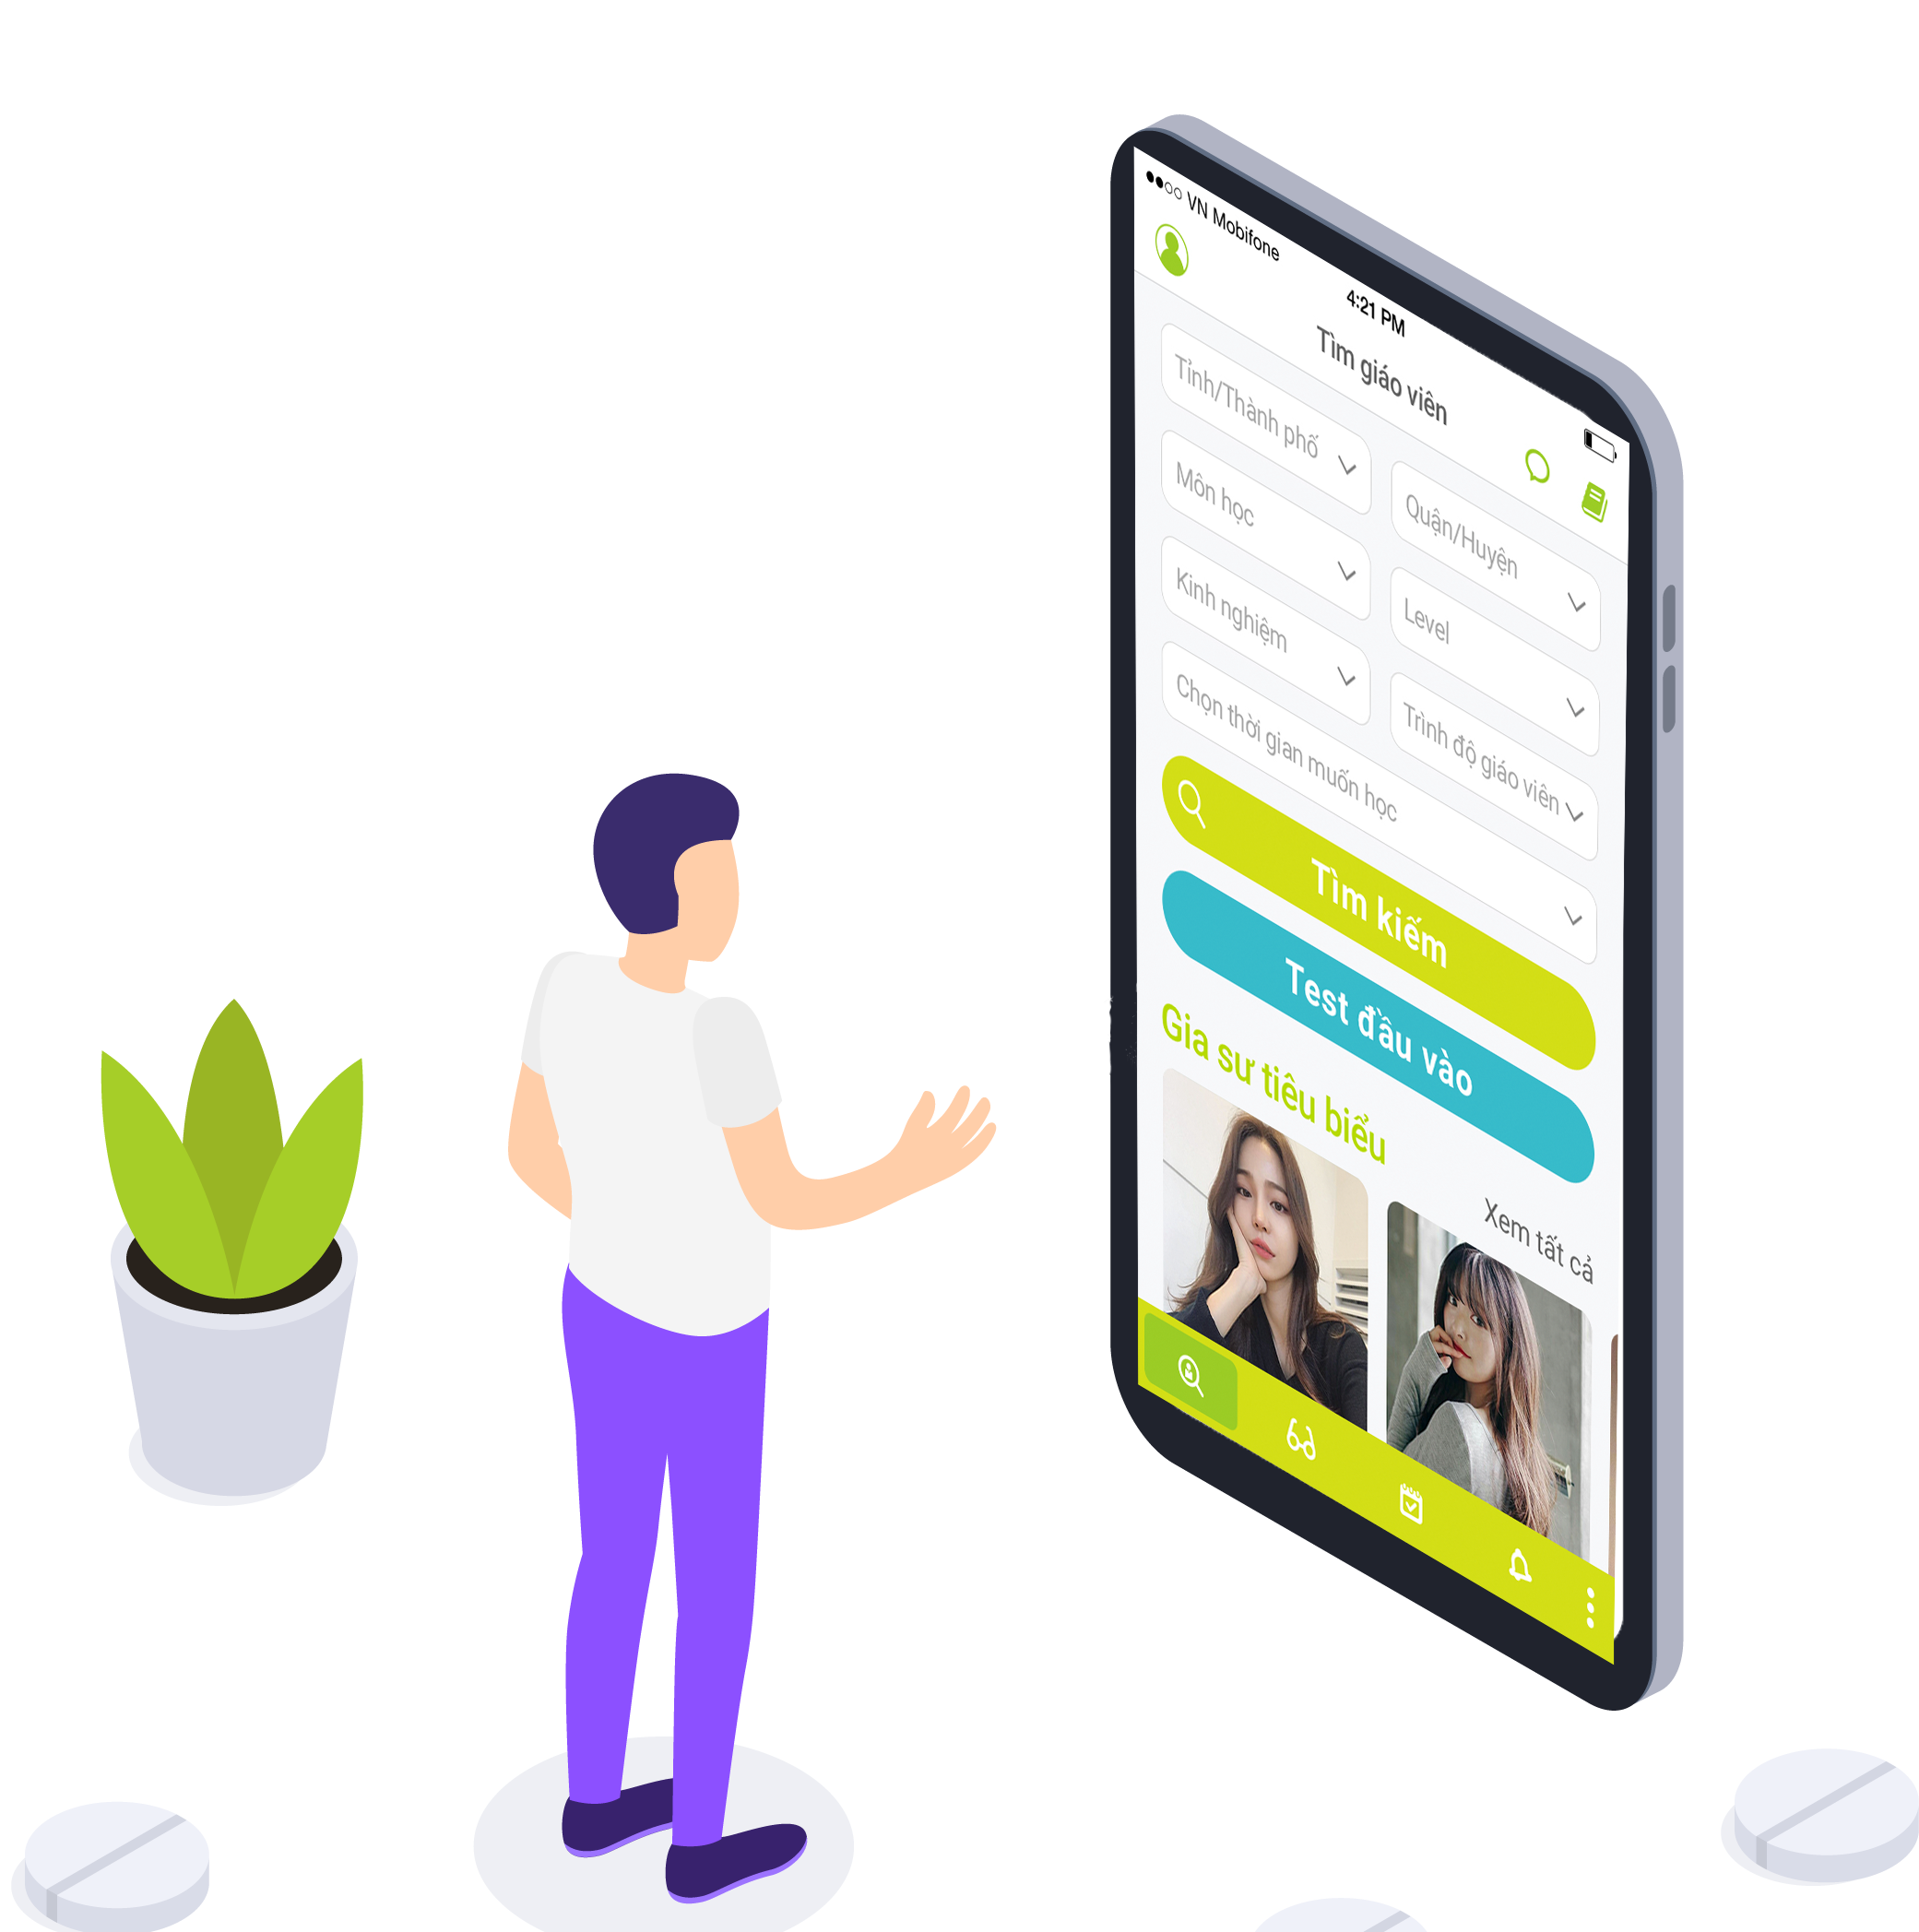 VN Mobifone
4:21 PM
Tìm giáo viên
Tỉnh/Thành phố
Quận/Huyện
Môn học
Level
Kinh nghiệm
Trình độ giáo viên
Chọn thời gian muốn học
Tìm kiếm
Test đầu vào
Gia sư tiêu biểu
Xem tất cả